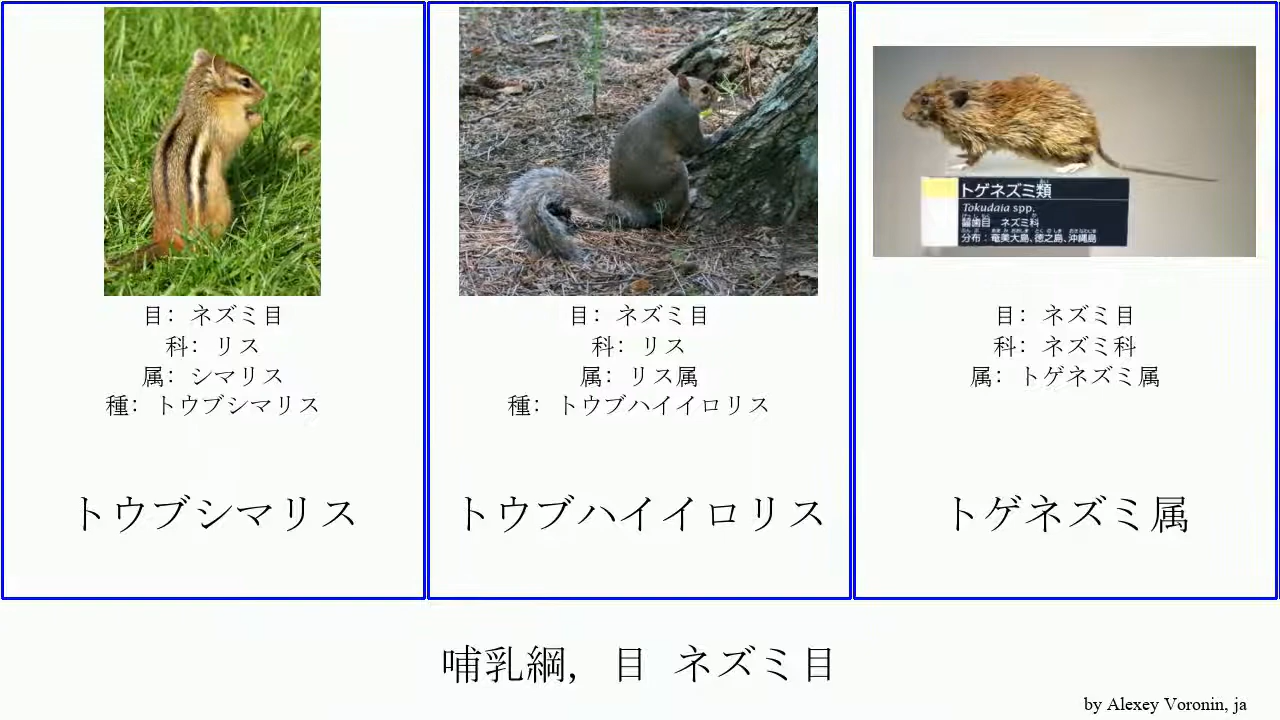 トゲネズミ類
Tokudaia spp.
齧歯目 ネズミ科
分布：奄美大島、徳之島、沖縄島
目: ネズミ目
科: リス
属: シマリス
種: トウブシマリス
トウブシマリス
目: ネズミ目
科: リス
属: リス属
種: トウブハイイロリス
トウブハイイロリス
目: ネズミ目
科: ネズミ科
属: トゲネズミ属
トゲネズミ属
哺乳綱, 目 ネズミ目
by Alexey Voronin, ja